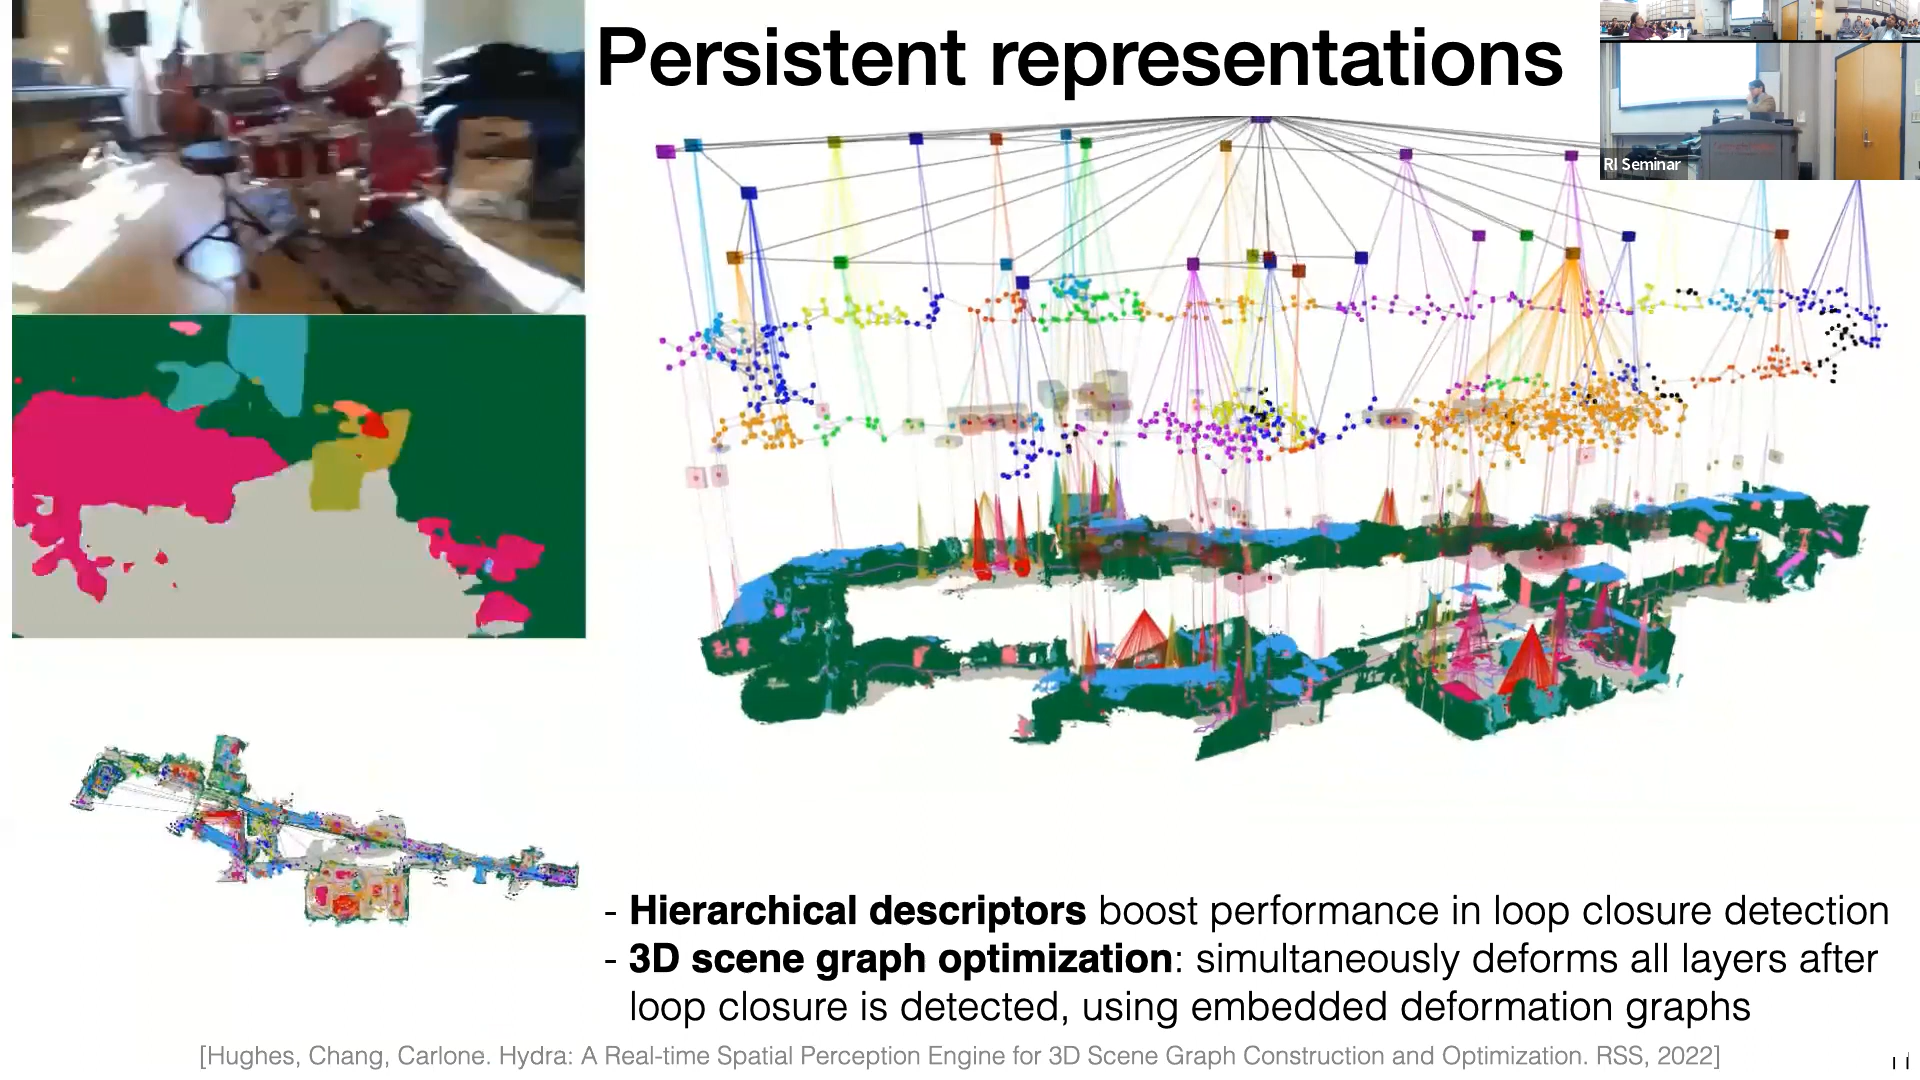 Persistent representations
RI Seminar
- Hierarchical descriptors boost performance in loop closure detection
- 3D scene graph optimization: simultaneously deforms all layers after
loop closure is detected, using embedded deformation graphs
[Hughes, Chang, Carlone. Hydra: A Real-time Spatial Perception Engine for 3D Scene Graph Construction and Optimization. RSS, 2022]